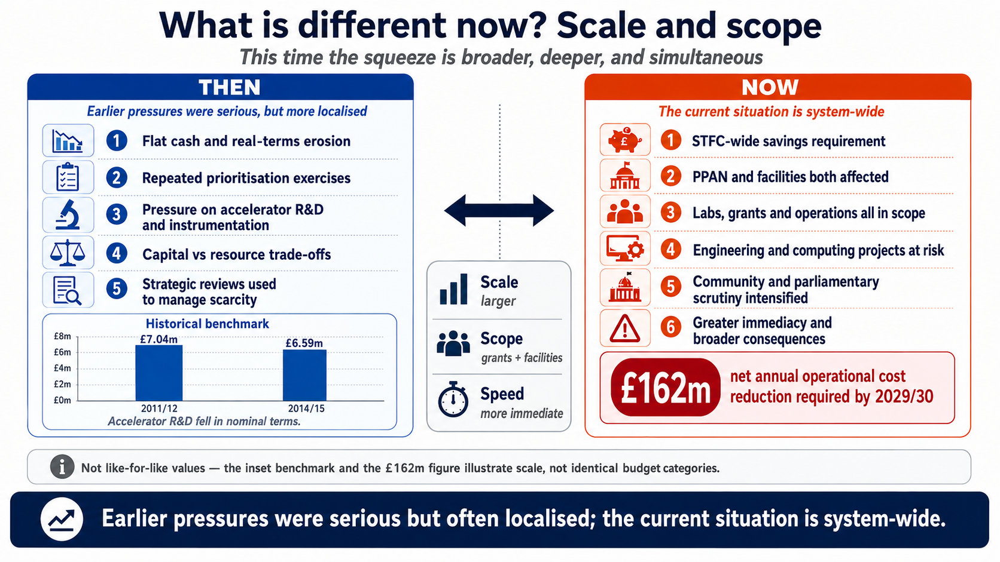 What is different now? Scale and scope
This time the squeeze is broader, deeper, and simultaneous
THEN
Earlier pressures were serious, but more localised
1 Flat cash and real-terms erosion
2 Repeated prioritisation exercises
3 Pressure on accelerator R&D
and instrumentation
4 Capital vs resource trade-offs
5 Strategic reviews used
to manage scarcity
Historical benchmark
£8m
£6m
£4m
£2m
£0m
£7.04m
£6.59m
2011/12
2014/15
Accelerator R&D fell in nominal terms.
Scale
larger
Scope
grants + facilities
Speed
more immediate
NOW
The current situation is system-wide
£
1 STFC-wide savings requirement
2 PPAN and facilities both affected
3 Labs, grants and operations all in scope
4 Engineering and computing projects at risk
5 Community and parliamentary
scrutiny intensified
6 Greater immediacy and
broader consequences
£162m
net annual operational cost
reduction required by 2029/30
i Not like-for-like values — the inset benchmark and the £162m figure illustrate scale, not identical budget categories.
Earlier pressures were serious but often localised; the current situation is system-wide.